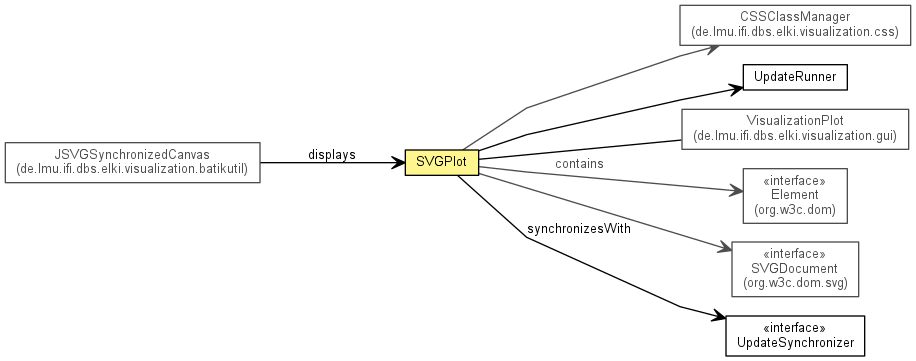 CSSClassManager
(de.lmu.ifi.dbs.elki.visualization.css)
UpdateRunner
VisualizationPlot
(de.lmu.ifi.dbs.elki.visualization.gui)
JSVGSynchronizedCanvas
(de.lmu.ifi.dbs.elki.visualization.batikutil)
displays
SVGPlot
contains
«interface»
Element
(org.w3c.dom)
synchronizesWith
«interface»
SVGDocument
(org.w3c.dom.svg)
«interface»
UpdateSynchronizer